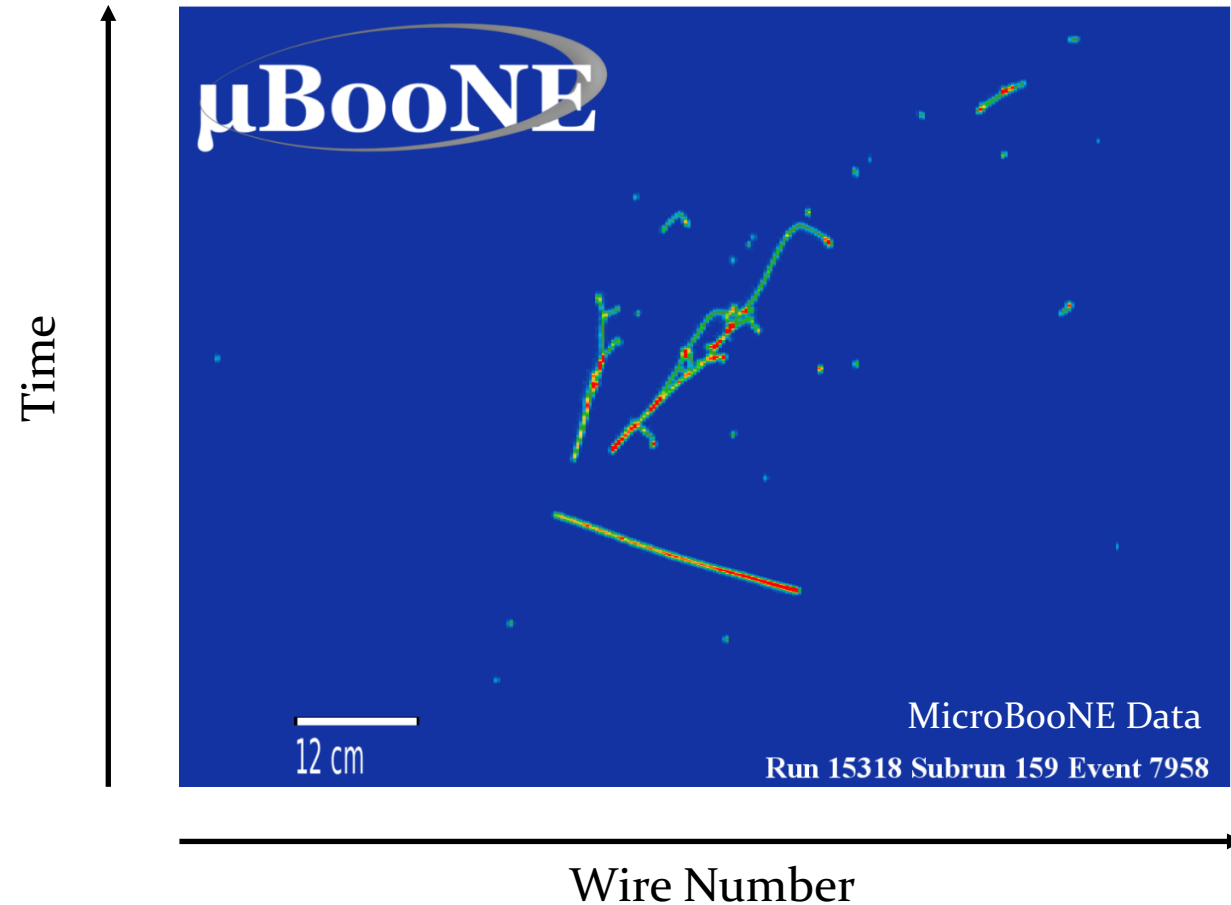 Time
µBooNE
12 cm
MicroBooNE Data
Run 15318 Subrun 159 Event 7958
Wire Number